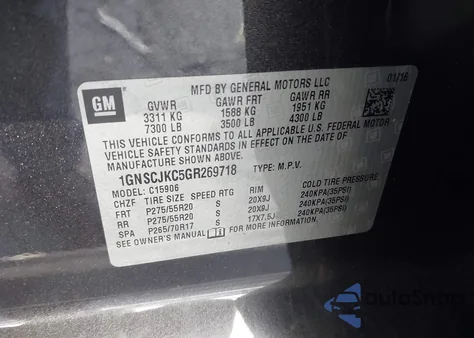 MFD BY GENERAL MOTORS LLC
01/16
GM
GVWR GAWR FRT GAWR RR
3311 KG 1588 KG 1951 KG
7300 LB 3500 LB 4300 LB
THIS VEHICLE CONFORMS TO ALL APPLICABLE U.S. FEDERAL MOTOR
VEHICLE SAFETY STANDARDS IN EFFECT ON THE DATE OF
MANUFACTURE SHOWN ABOVE.
1GNSCJKC5GR269718 TYPE: M.P.V.
MODEL: C15906
CHZF TIRE SIZE SPEED RTG RIM COLD TIRE PRESSURE
FRT P275/55R20 S 20X9J 240KPA(35PSI)
RR P275/55R20 S 20X9J 240KPA(35PSI)
SPA P265/70R17 S 17X7.5J 240KPA(35PSI)
SEE OWNER'S MANUAL FOR ADDITIONAL INFORMATION.